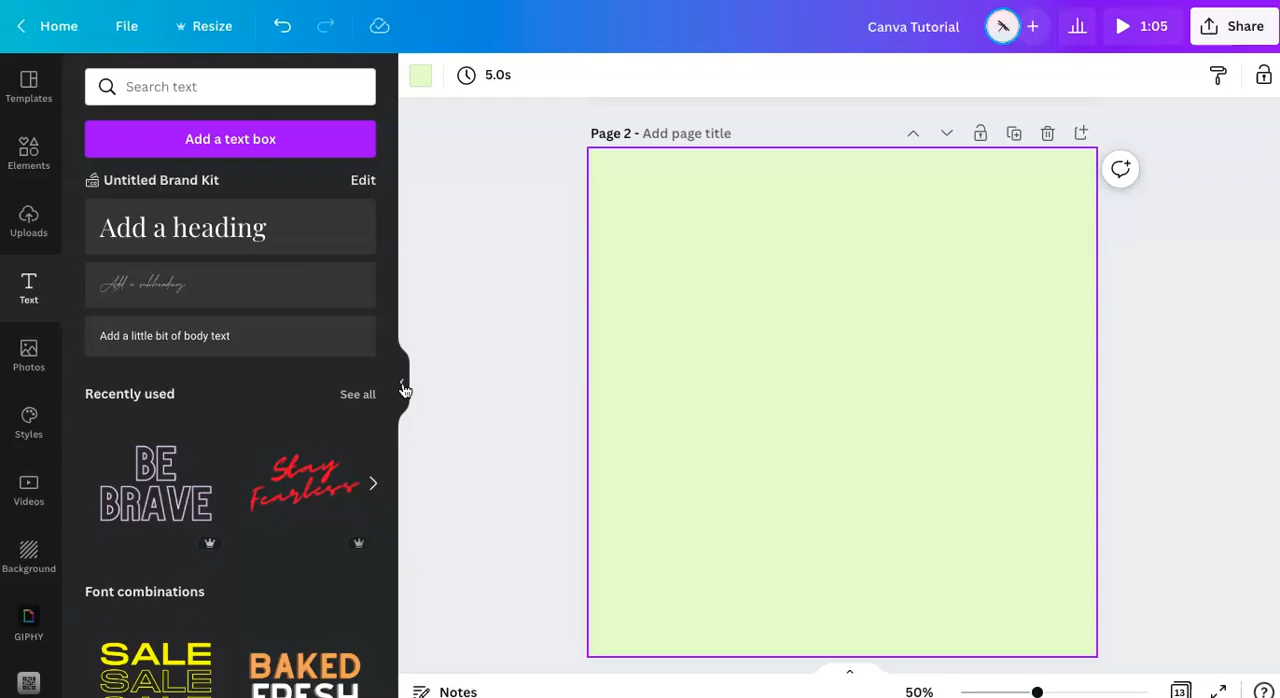 Home File Resize Canva Tutorial 1:05 Share
Templates
Elements
Uploads
Text
Photos
Styles
Videos
Background
GIPHY
Search text
Add a text box
Untitled Brand Kit Edit
Add a heading
Add a subheading
Add a little bit of body text
Recently used See all
BE
BRAVE
Stay
Fearless
Font combinations
SALE
SALE
SALE
BAKED
FRESH
5.0s
Page 2 - Add page title
Notes 50% 13